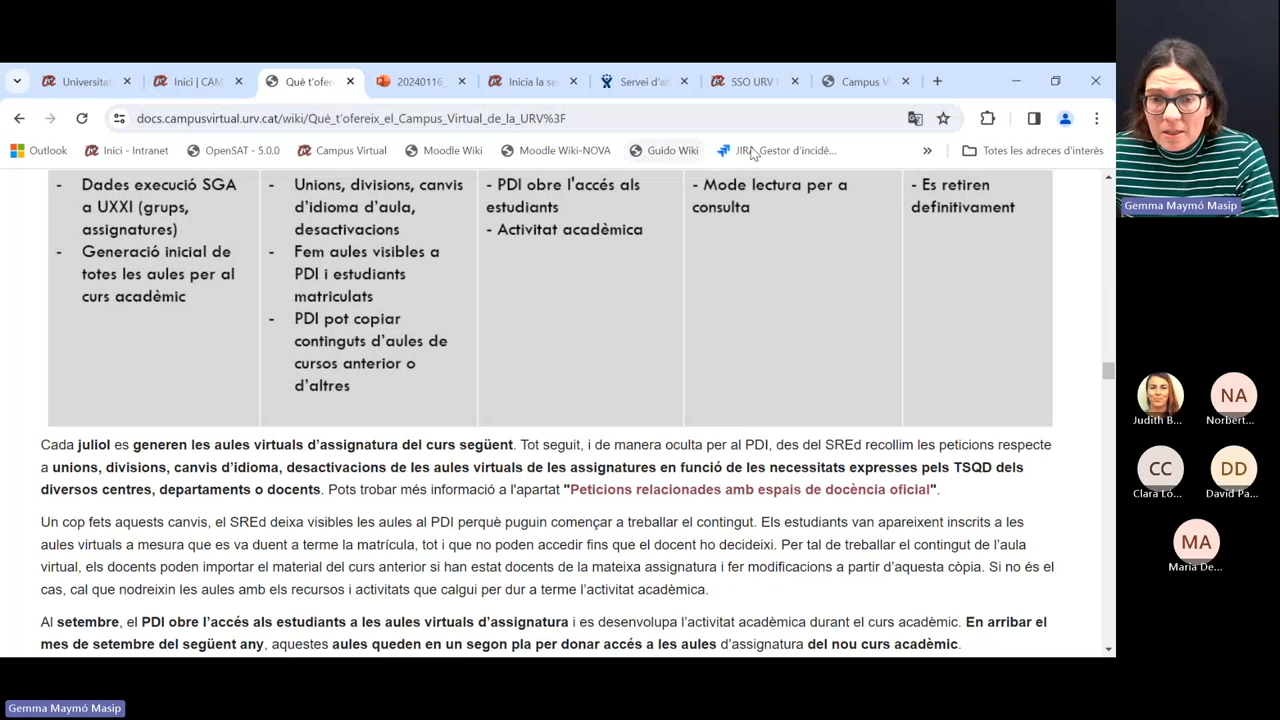 Universitat
Inici | CAM
Què t'ofer
20240116
Inicia la se
Servei d'at
SSO URV
Campus Vi
docs.campusvirtual.urv.cat/wiki/Què_t'ofereix_el_Campus_Virtual_de_la_URV%3F
Outlook
Inici - Intranet
OpenSAT - 5.0.0
Campus Virtual
Moodle Wiki
Moodle Wiki-NOVA
Guido Wiki
JIRA Gestor d'incidè...
Totes les adreces d'interès
- Dades execució SGA
a UXXI (grups,
assignatures)
- Generació inicial de
totes les aules per al
curs acadèmic
- Unions, divisions, canvis
d'idioma d'aula,
desactivacions
- Fem aules visibles a
PDI i estudiants
matriculats
- PDI pot copiar
continguts d'aules de
cursos anterior o
d'altres
- PDI obre l'accés als
estudiants
- Activitat acadèmica
- Mode lectura per a
consulta
- Es retiren
definitivament
Cada juliol es generen les aules virtuals d'assignatura del curs següent. Tot seguit, i de manera oculta per al PDI, des del SREd recollim les peticions respecte
a unions, divisions, canvis d'idioma, desactivacions de les aules virtuals de les assignatures en funció de les necessitats expresses pels TSQD dels
diversos centres, departaments o docents. Pots trobar més informació a l'apartat "Peticions relacionades amb espais de docència oficial".
Un cop fets aquests canvis, el SREd deixa visibles les aules al PDI perquè puguin començar a treballar el contingut. Els estudiants van apareixent inscrits a les
aules virtuals a mesura que es va duent a terme la matrícula, tot i que no poden accedir fins que el docent ho decideixi. Per tal de treballar el contingut de l'aula
virtual, els docents poden importar el material del curs anterior si han estat docents de la mateixa assignatura i fer modificacions a partir d'aquesta còpia. Si no és el
cas, cal que nodreixin les aules amb els recursos i activitats que calgui per dur a terme l'activitat acadèmica.
Al setembre, el PDI obre l'accés als estudiants a les aules virtuals d'assignatura i es desenvolupa l'activitat acadèmica durant el curs acadèmic. En arribar el
mes de setembre del següent any, aquestes aules queden en un segon pla per donar accés a les aules d'assignatura del nou curs acadèmic.
Gemma Maymó Masip
Judith B...
NA
Norbert...
CC
Clara Ló...
DD
David Pa...
MA
Maria De...
Gemma Maymó Masip